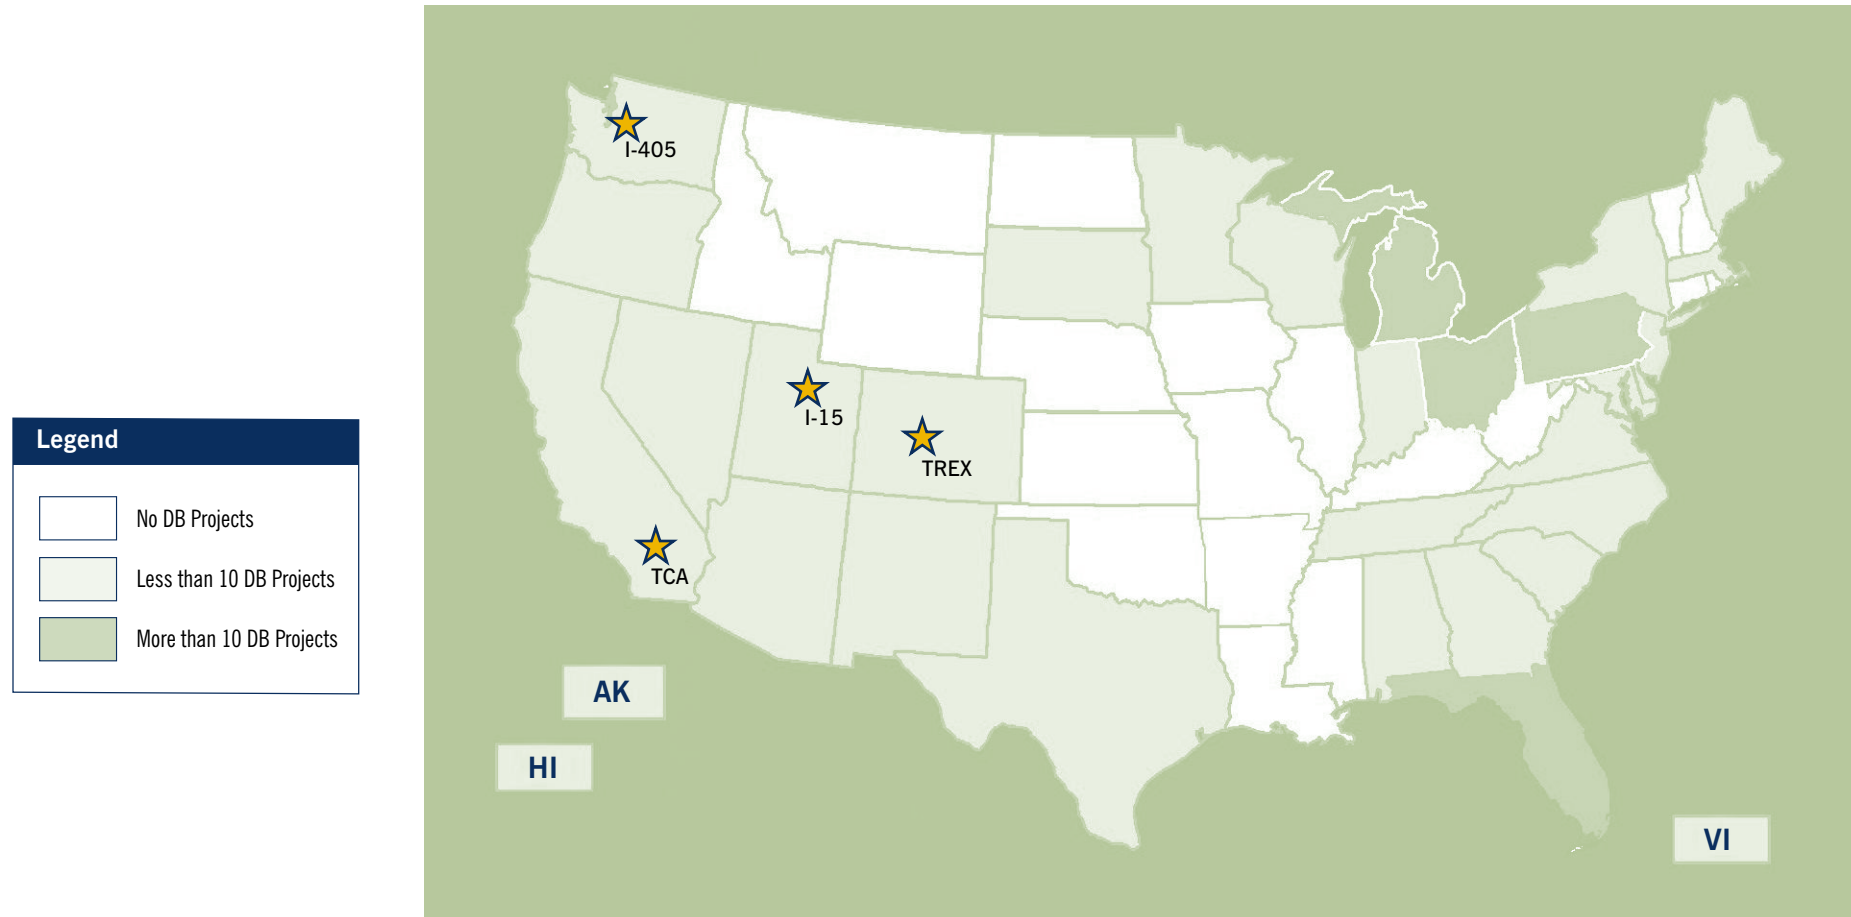 Legend
No DB Projects
Less than 10 DB Projects
More than 10 DB Projects
I-405
I-15
TREX
TCA
AK
HI
VI